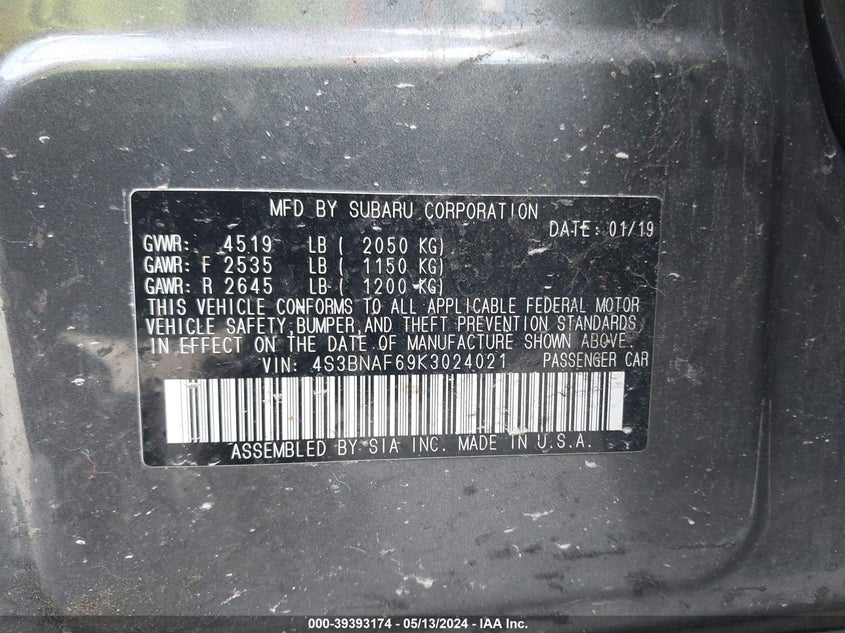 MFD BY SUBARU CORPORATION
DATE: 01/19
GVWR: 4519 LB ( 2050 KG)
GAWR: F 2535 LB ( 1150 KG)
GAWR: R 2645 LB ( 1200 KG)
THIS VEHICLE CONFORMS TO ALL APPLICABLE FEDERAL MOTOR
VEHICLE SAFETY,BUMPER,AND THEFT PREVENTION STANDARDS
IN EFFECT ON THE DATE OF MANUFACTURE SHOWN ABOVE.
VIN: 4S3BNAF69K3024021 PASSENGER CAR
ASSEMBLED BY SIA INC. MADE IN U.S.A.
000-39393174 - 05/13/2024 - IAA Inc.